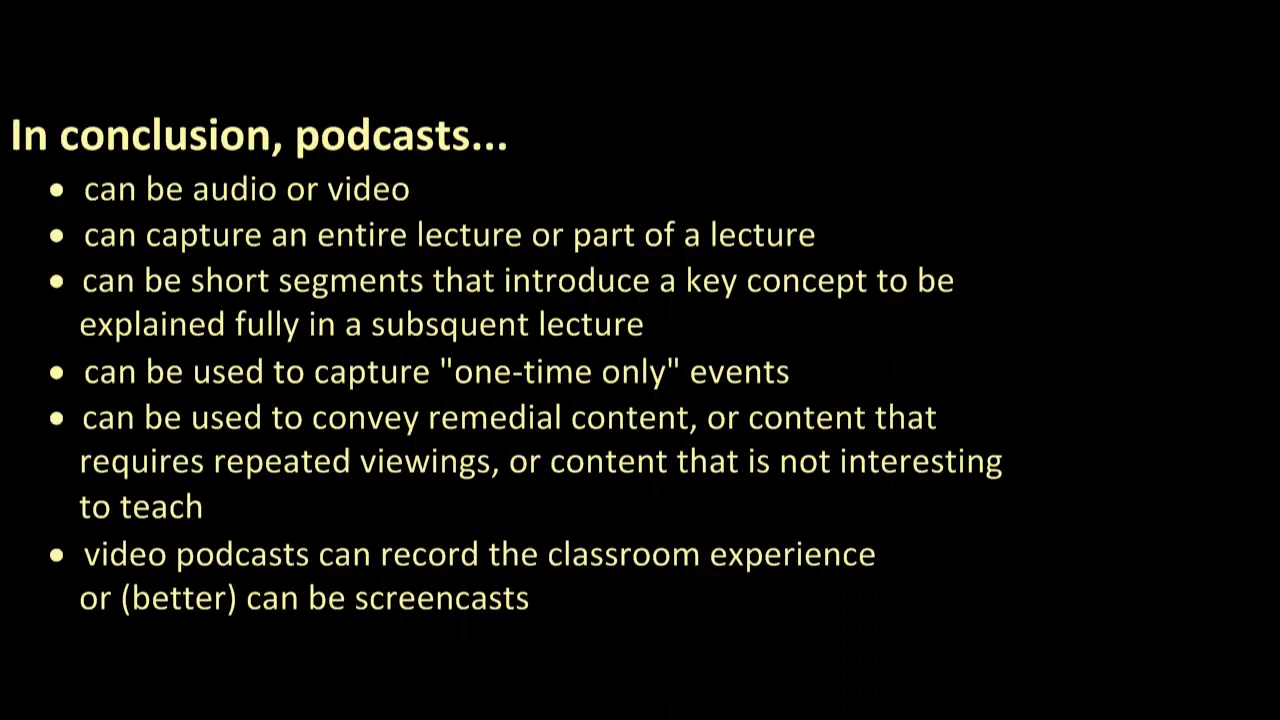 In conclusion, podcasts...
• can be audio or video
• can capture an entire lecture or part of a lecture
• can be short segments that introduce a key concept to be
explained fully in a subsquent lecture
• can be used to capture "one-time only" events
• can be used to convey remedial content, or content that
requires repeated viewings, or content that is not interesting
to teach
• video podcasts can record the classroom experience
or (better) can be screencasts